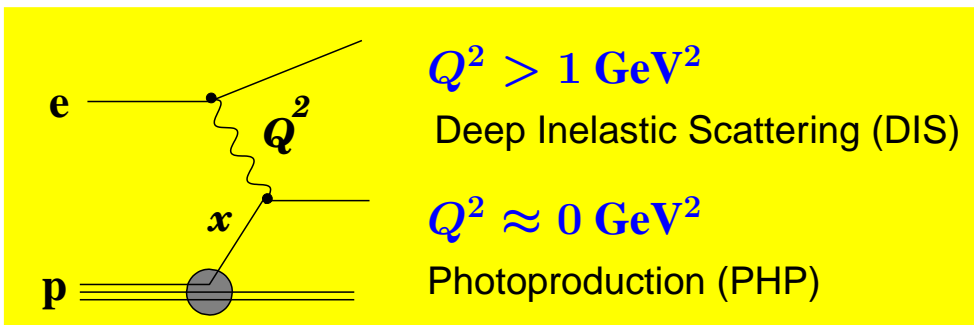 e
Q²
x
p
Q² > 1 GeV²
Deep Inelastic Scattering (DIS)
Q² ≈ 0 GeV²
Photoproduction (PHP)